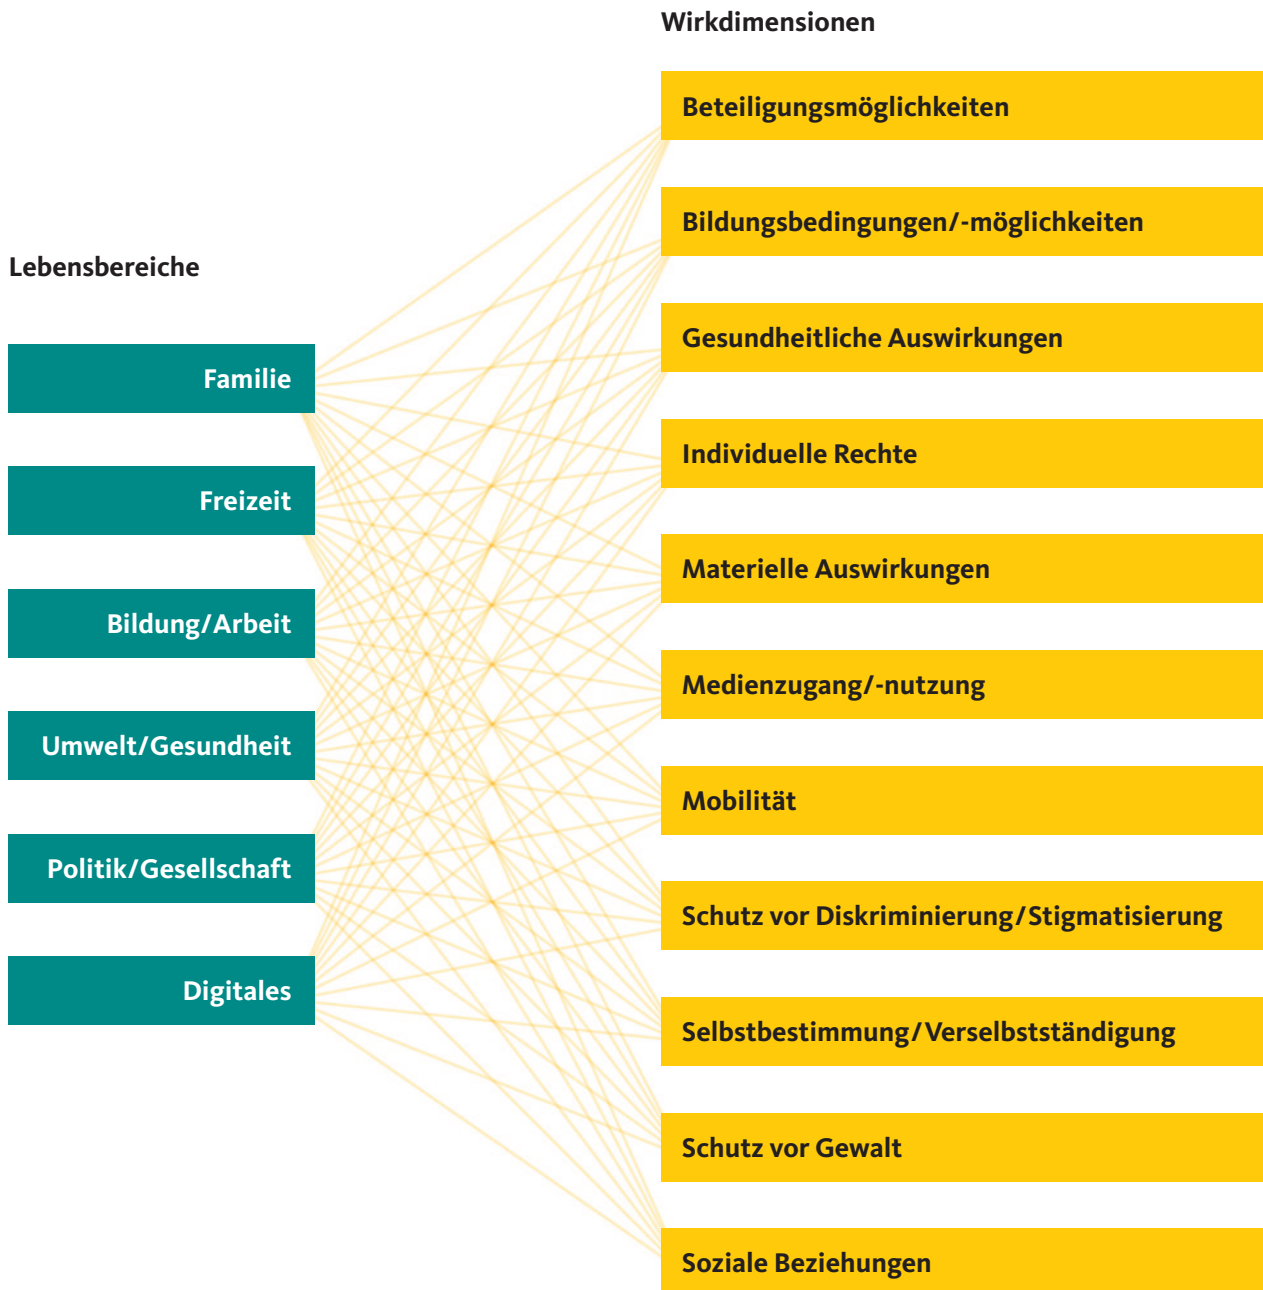 Lebensbereiche
Familie
Freizeit
Bildung/Arbeit
Umwelt/Gesundheit
Politik/Gesellschaft
Digitales
Wirkdimensionen
Beteiligungsmöglichkeiten
Bildungsbedingungen/-möglichkeiten
Gesundheitliche Auswirkungen
Individuelle Rechte
Materielle Auswirkungen
Medienzugang/-nutzung
Mobilität
Schutz vor Diskriminierung/Stigmatisierung
Selbstbestimmung/Verselbstständigung
Schutz vor Gewalt
Soziale Beziehungen